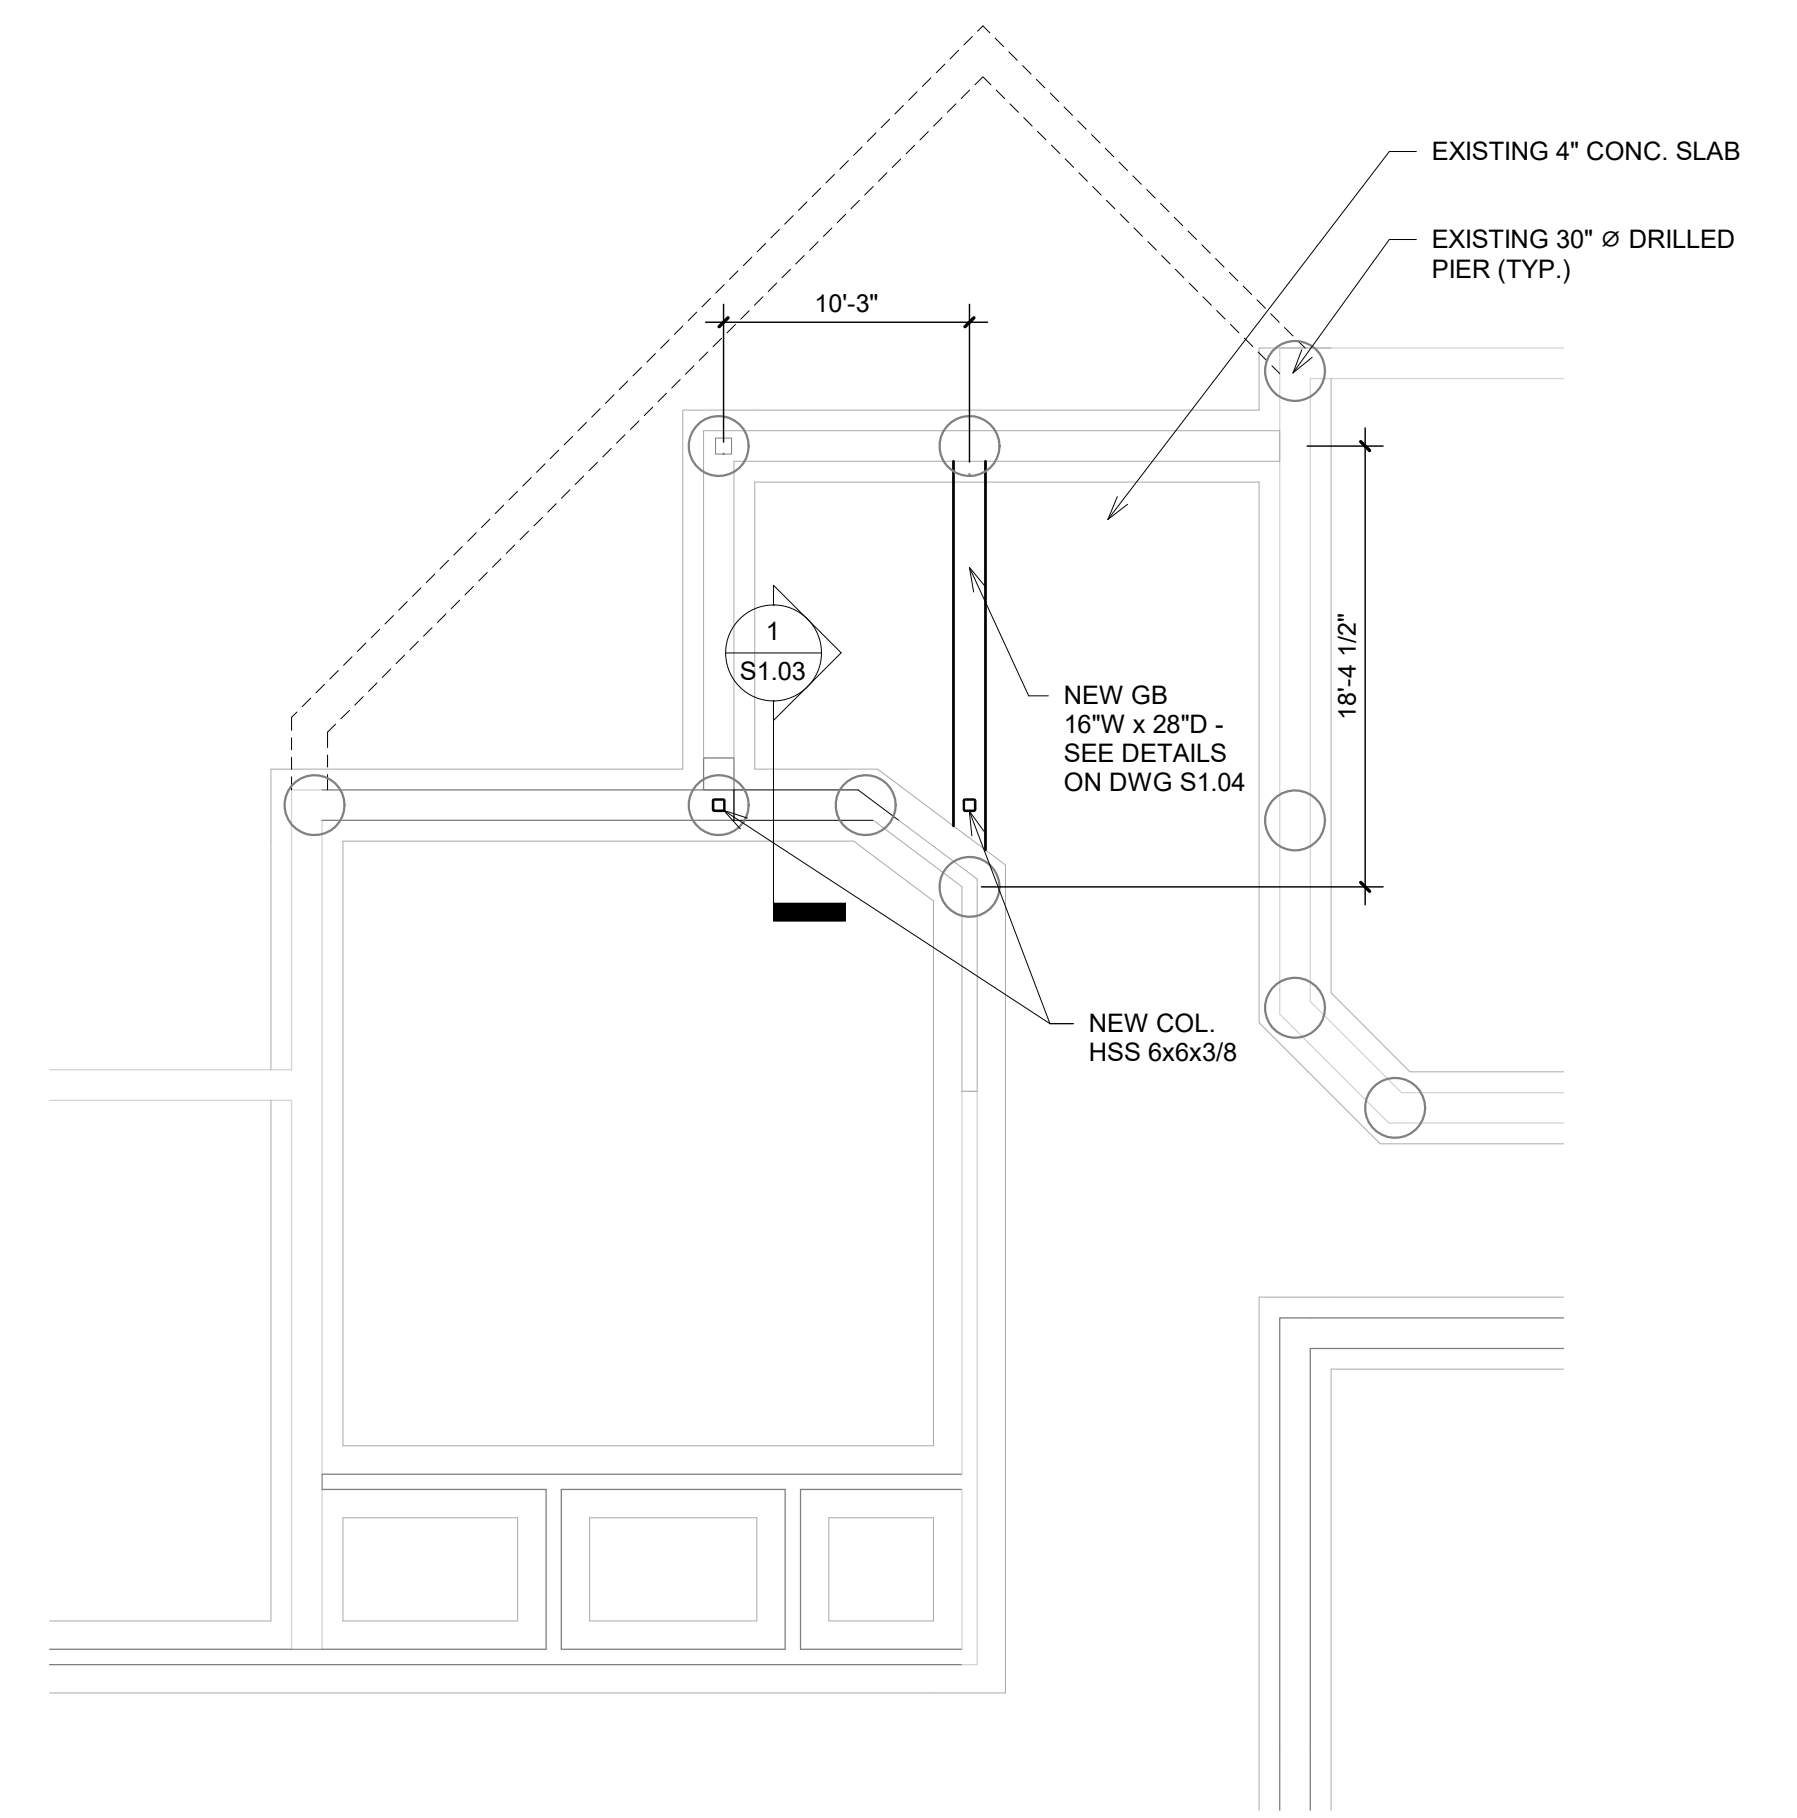 EXISTING 4" CONC. SLAB
EXISTING 30" ⌀ DRILLED
PIER (TYP.)
10'-3"
1
S1.03
18'-4 1/2"
NEW GB
16"W x 28"D -
SEE DETAILS
ON DWG S1.04
NEW COL.
HSS 6x6x3/8